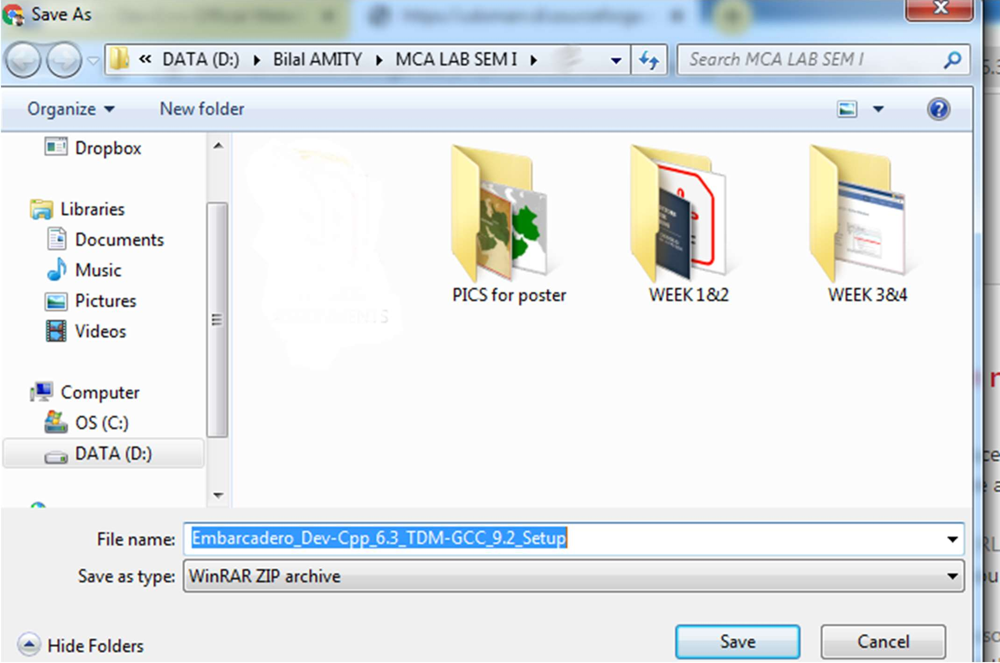 Save As
« DATA (D:) Bilal AMITY MCA LAB SEM I
Search MCA LAB SEM I
Organize
New folder
Dropbox
Libraries
Documents
Music
Pictures
Videos
Computer
OS (C:)
DATA (D:)
PICS for poster
WEEK 1&2
WEEK 3&4
File name: Embarcadero_Dev-Cpp_6.3_TDM-GCC_9.2_Setup
Save as type: WinRAR ZIP archive
Hide Folders
Save
Cancel